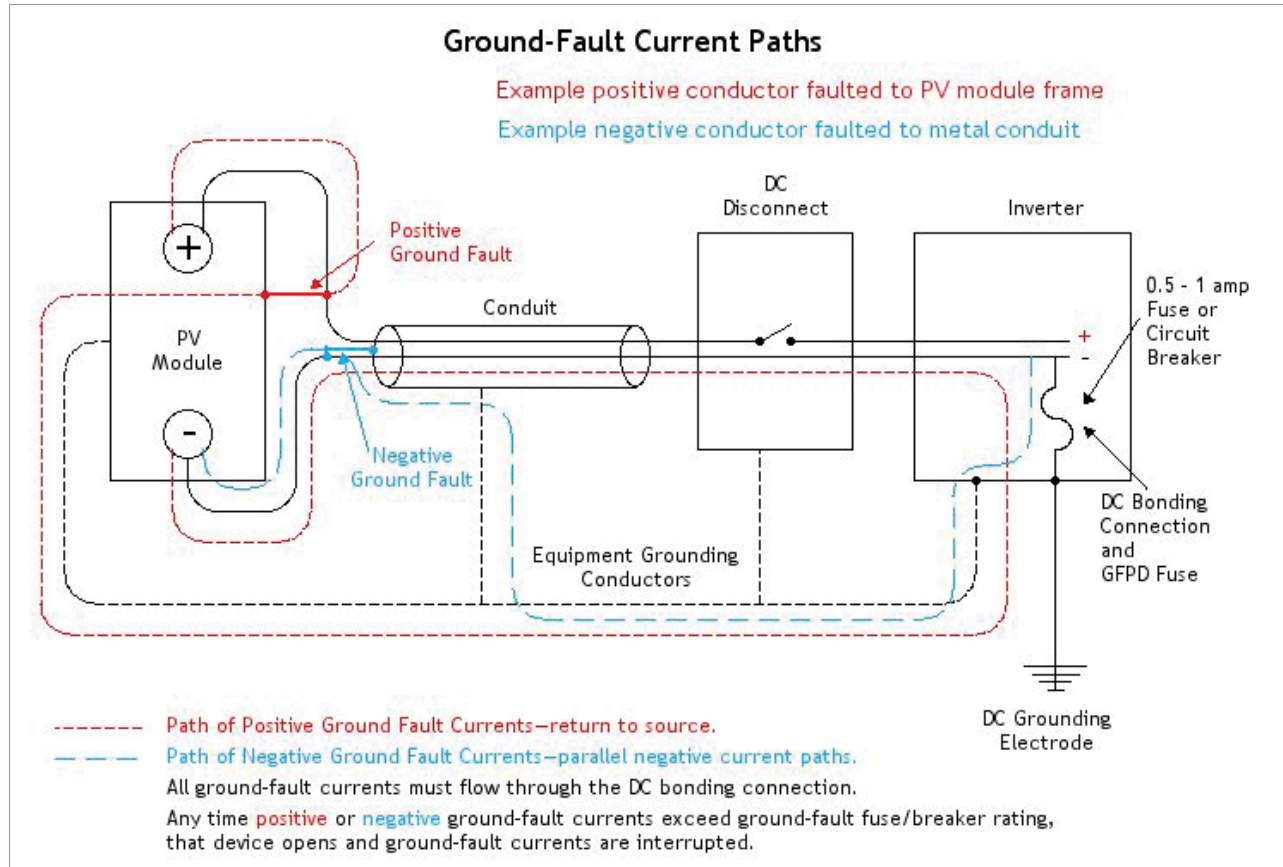 Ground-Fault Current Paths
Example positive conductor faulted to PV module frame
Example negative conductor faulted to metal conduit
DC
Disconnect
Inverter
+
Positive
Ground Fault
0.5 - 1 amp
Fuse or
Circuit
Breaker
Conduit
PV
Module
+
-
-
Negative
Ground Fault
DC Bonding
Connection
and
GFPD Fuse
Equipment Grounding
Conductors
DC Grounding
Electrode
Path of Positive Ground Fault Currents—return to source.
Path of Negative Ground Fault Currents—parallel negative current paths.
All ground-fault currents must flow through the DC bonding connection.
Any time positive or negative ground-fault currents exceed ground-fault fuse/breaker rating,
that device opens and ground-fault currents are interrupted.